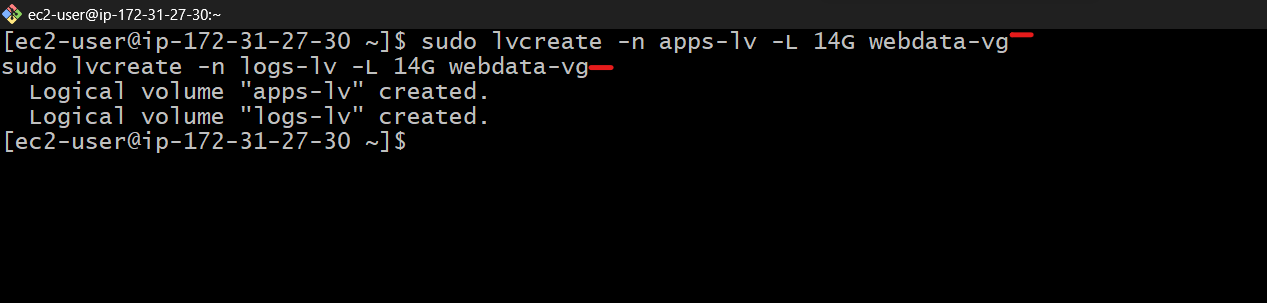 ec2-user@ip-172-31-27-30:~
[ec2-user@ip-172-31-27-30 ~]$ sudo lvcreate -n apps-lv -L 14G webdata-vg
sudo lvcreate -n logs-lv -L 14G webdata-vg
Logical volume "apps-lv" created.
Logical volume "logs-lv" created.
[ec2-user@ip-172-31-27-30 ~]$